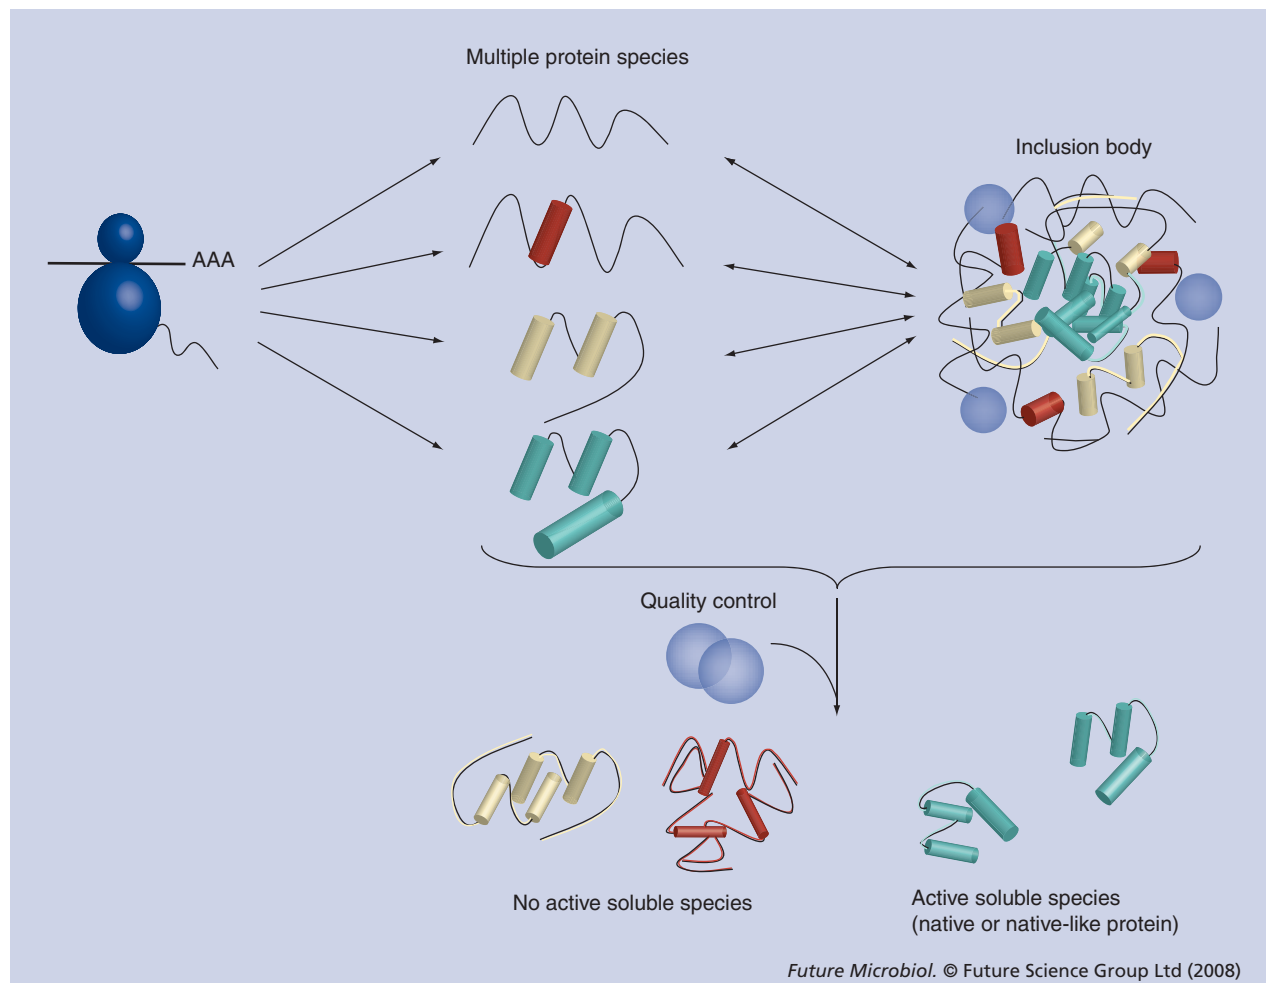 Multiple protein species
Inclusion body
AAA
Quality control
No active soluble species
Active soluble species
(native or native-like protein)
Future Microbiol. © Future Science Group Ltd (2008)